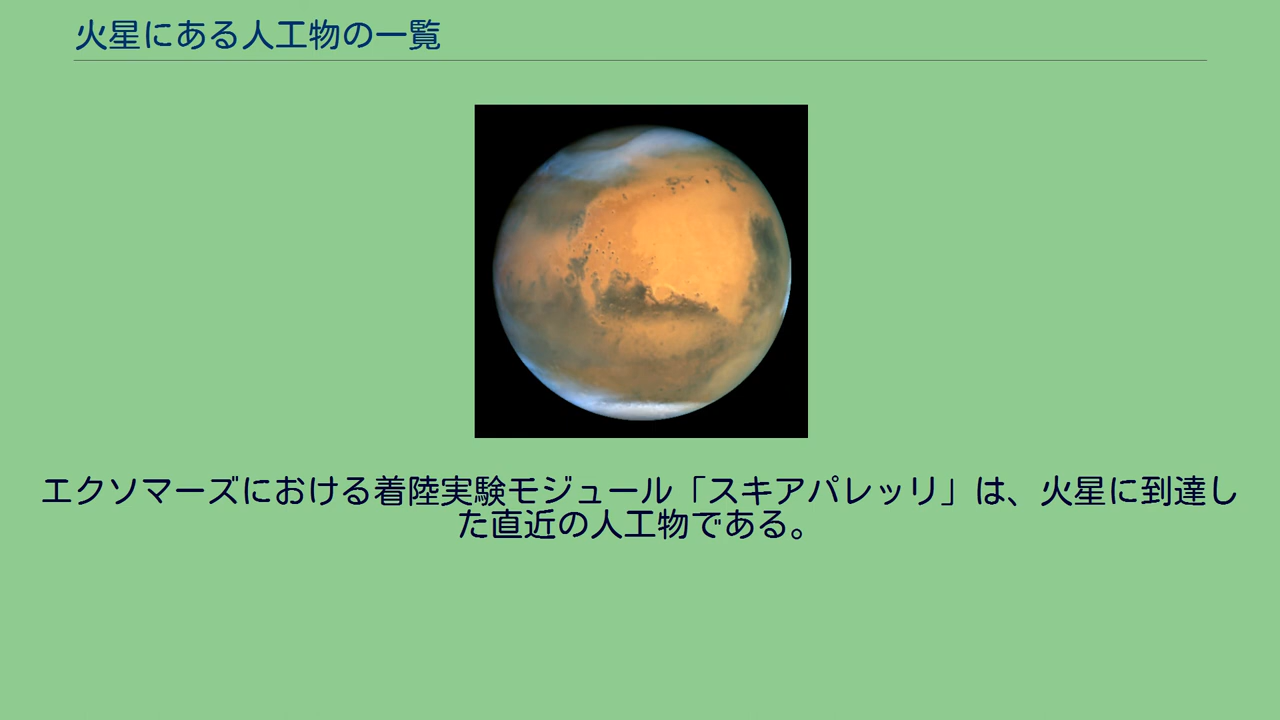 火星にある人工物の一覧
エクソマーズにおける着陸実験モジュール「スキアパレッリ」は、火星に到達し
た直近の人工物である。